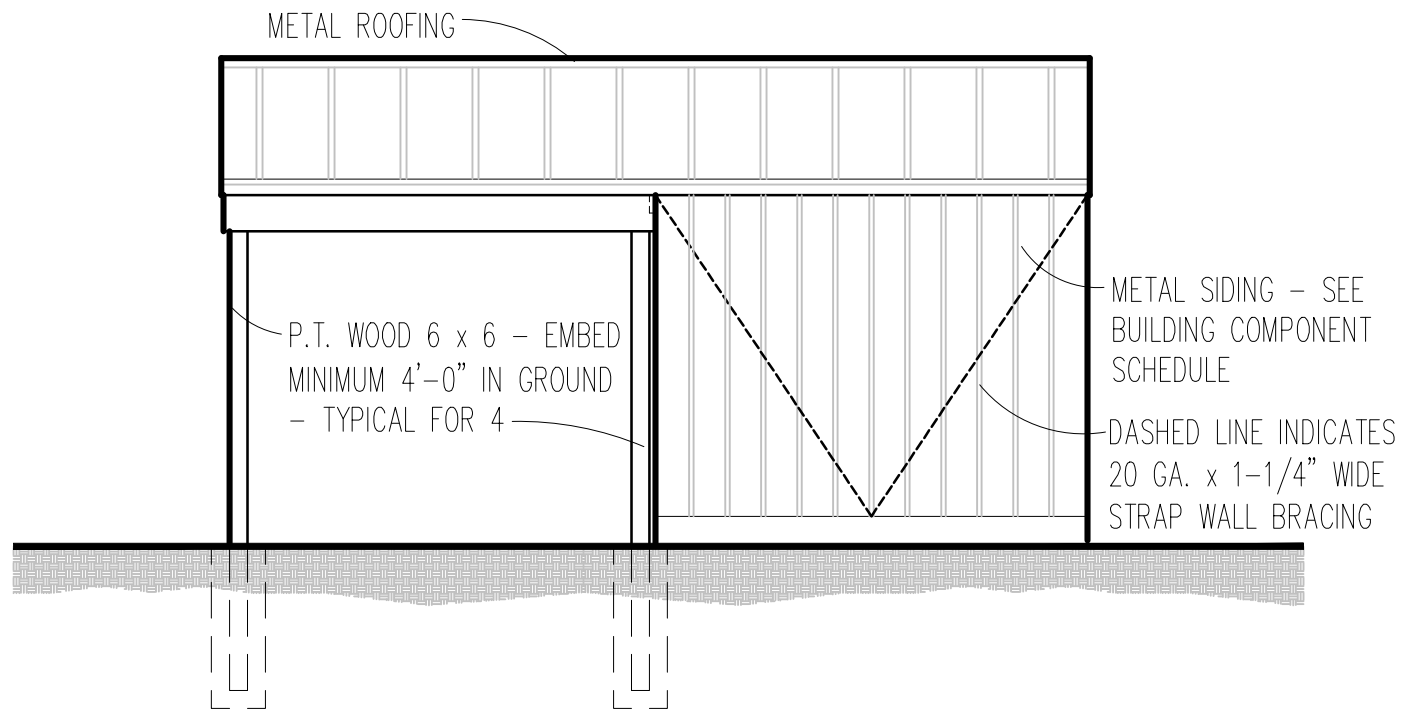 METAL ROOFING
P.T. WOOD 6 x 6 – EMBED
MINIMUM 4'-0" IN GROUND
– TYPICAL FOR 4
METAL SIDING – SEE
BUILDING COMPONENT
SCHEDULE
DASHED LINE INDICATES
20 GA. x 1-1/4" WIDE
STRAP WALL BRACING